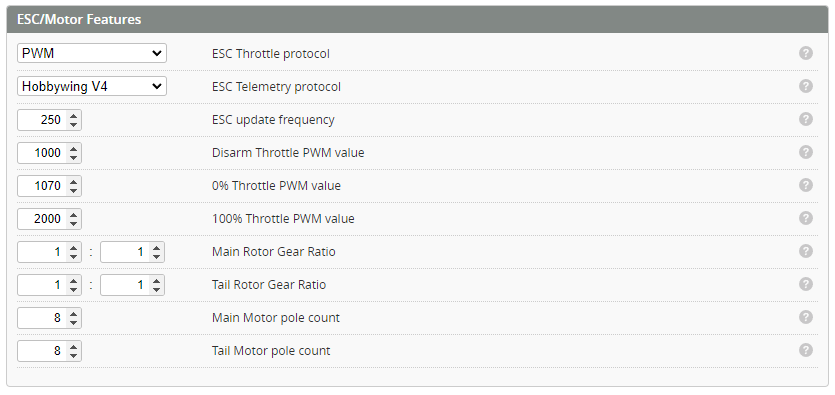 ESC/Motor Features
PWM ESC Throttle protocol ?
Hobbywing V4 ESC Telemetry protocol ?
250 ESC update frequency ?
1000 Disarm Throttle PWM value ?
1070 0% Throttle PWM value ?
2000 100% Throttle PWM value ?
1 : 1 Main Rotor Gear Ratio ?
1 : 1 Tail Rotor Gear Ratio ?
8 Main Motor pole count ?
8 Tail Motor pole count ?